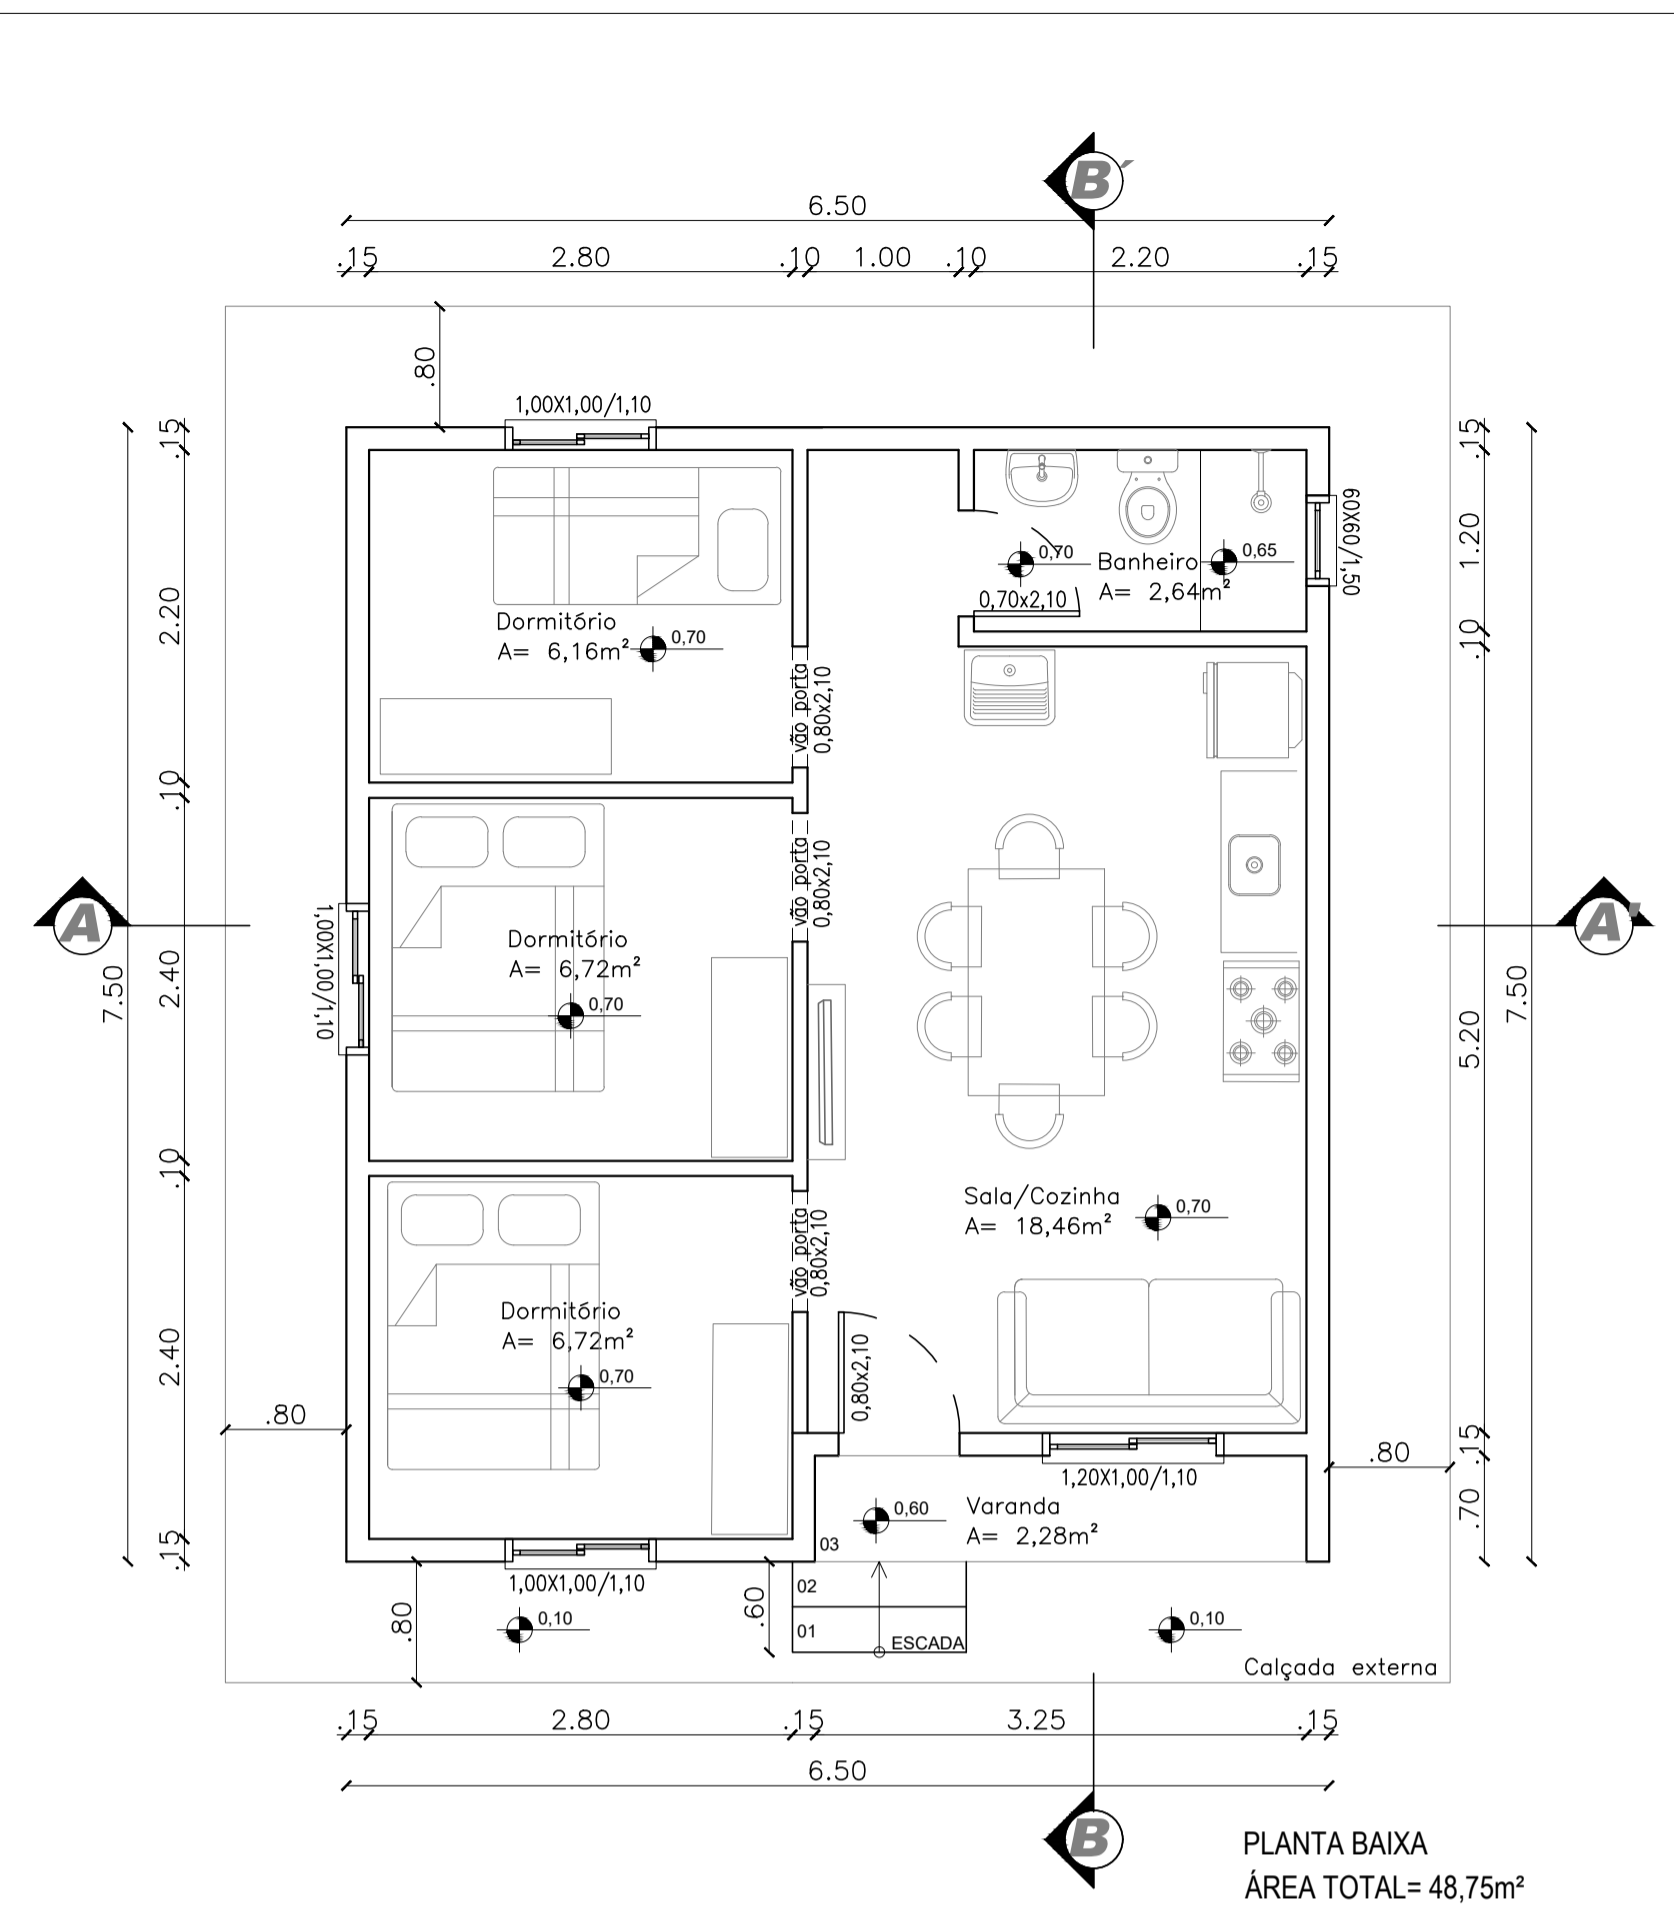 B´
6.50
.15 2.80 .10 1.00 .10 2.20 .15
.80
1,00X1,00/1,10
.15
2.20
.10
2.40
.10
2.40
.15
7.50
.15
1.20
.10
5.20
.15
.70
7.50
60X60/1,50
0,70
Banheiro
A= 2,64m²
0,65
0,70x2,10
Dormitório
A= 6,16m²
0,70
vão porta
0,80x2,10
vão porta
0,80x2,10
A
A'
1,00X1,00/1,10
Dormitório
A= 6,72m²
0,70
Sala/Cozinha
A= 18,46m²
0,70
vão porta
0,80x2,10
Dormitório
A= 6,72m²
0,70
0,80x2,10
.80
.80
1,20X1,00/1,10
Varanda
A= 2,28m²
0,60
03
02
01
ESCADA
1,00X1,00/1,10
.80
.60
0,10
0,10
Calçada externa
.15 2.80 .15 3.25 .15
6.50
B
PLANTA BAIXA
ÁREA TOTAL= 48,75m²